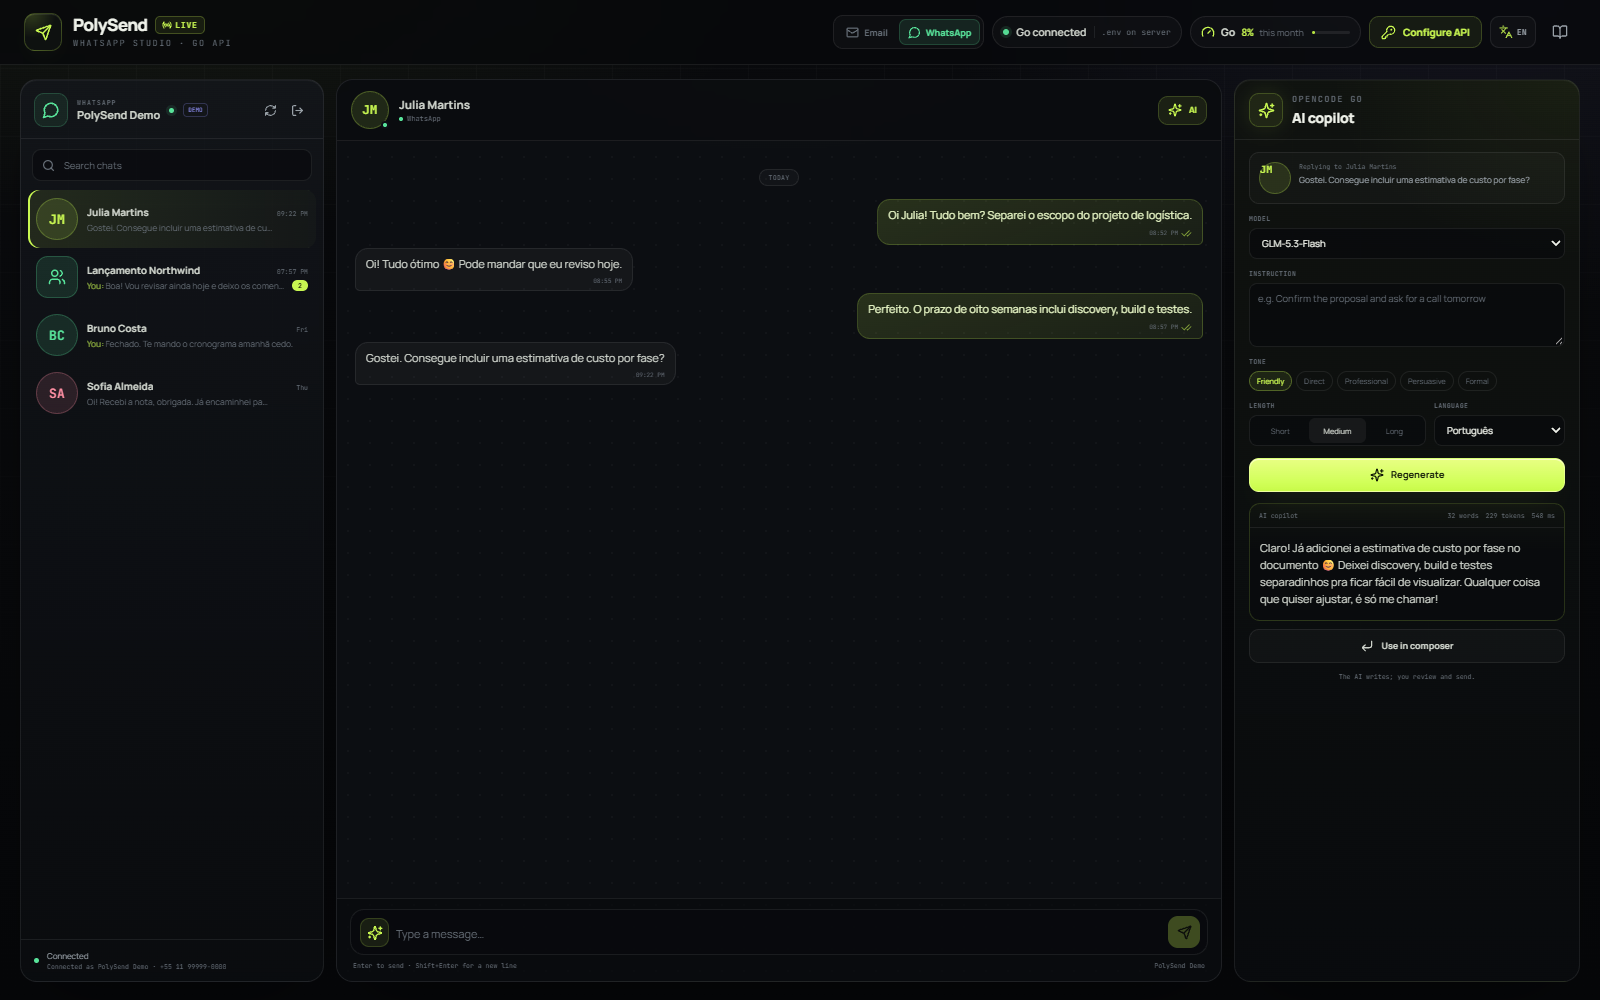 PolySend
LIVE
WHATSAPP STUDIO · GO API
Email
WhatsApp
Go connected
.env on server
Go 8% this month
Configure API
EN
WHATSAPP
PolySend Demo
DEMO
Search chats
Julia Martins
09:22 PM
Gostei. Consegue incluir uma estimativa de cu...
Lançamento Northwind
07:57 PM
You: Boa! Vou revisar ainda hoje e deixo os comen...
2
BC
Bruno Costa
Fri
You: Fechado. Te mando o cronograma amanhã cedo.
SA
Sofia Almeida
Thu
Oi! Recebi a nota, obrigada. Já encaminhei pa...
JM
Connected
Connected as PolySend Demo · +55 11 99999-0000
JM
Julia Martins
WhatsApp
AI
TODAY
Oi Julia! Tudo bem? Separei o escopo do projeto de logística.
08:52 PM
Oi! Tudo ótimo 😊 Pode mandar que eu reviso hoje.
08:55 PM
Perfeito. O prazo de oito semanas inclui discovery, build e testes.
08:57 PM
Gostei. Consegue incluir uma estimativa de custo por fase?
09:22 PM
Type a message...
Enter to send · Shift+Enter for a new line
PolySend Demo
OPENCODE GO
AI copilot
JM
Replying to Julia Martins
Gostei. Consegue incluir uma estimativa de custo por fase?
MODEL
GLM-5.3-Flash
INSTRUCTION
e.g. Confirm the proposal and ask for a call tomorrow
TONE
Friendly
Direct
Professional
Persuasive
Formal
LENGTH
LANGUAGE
Short
Medium
Long
Português
Regenerate
AI copilot
32 words 229 tokens 548 ms
Claro! Já adicionei a estimativa de custo por fase no
documento 😊 Deixei discovery, build e testes
separadinhos pra ficar fácil de visualizar. Qualquer coisa
que quiser ajustar, é só me chamar!
Use in composer
The AI writes; you review and send.